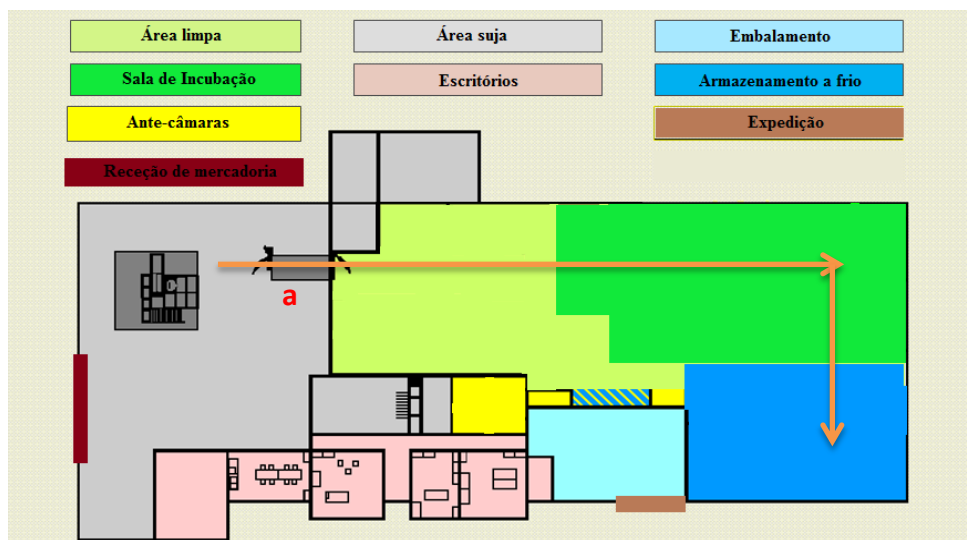 Área limpa
Área suja
Embalamento
Sala de Incubação
Escritórios
Armazenamento a frio
Ante-câmaras
Expedição
Receção de mercadoria
a